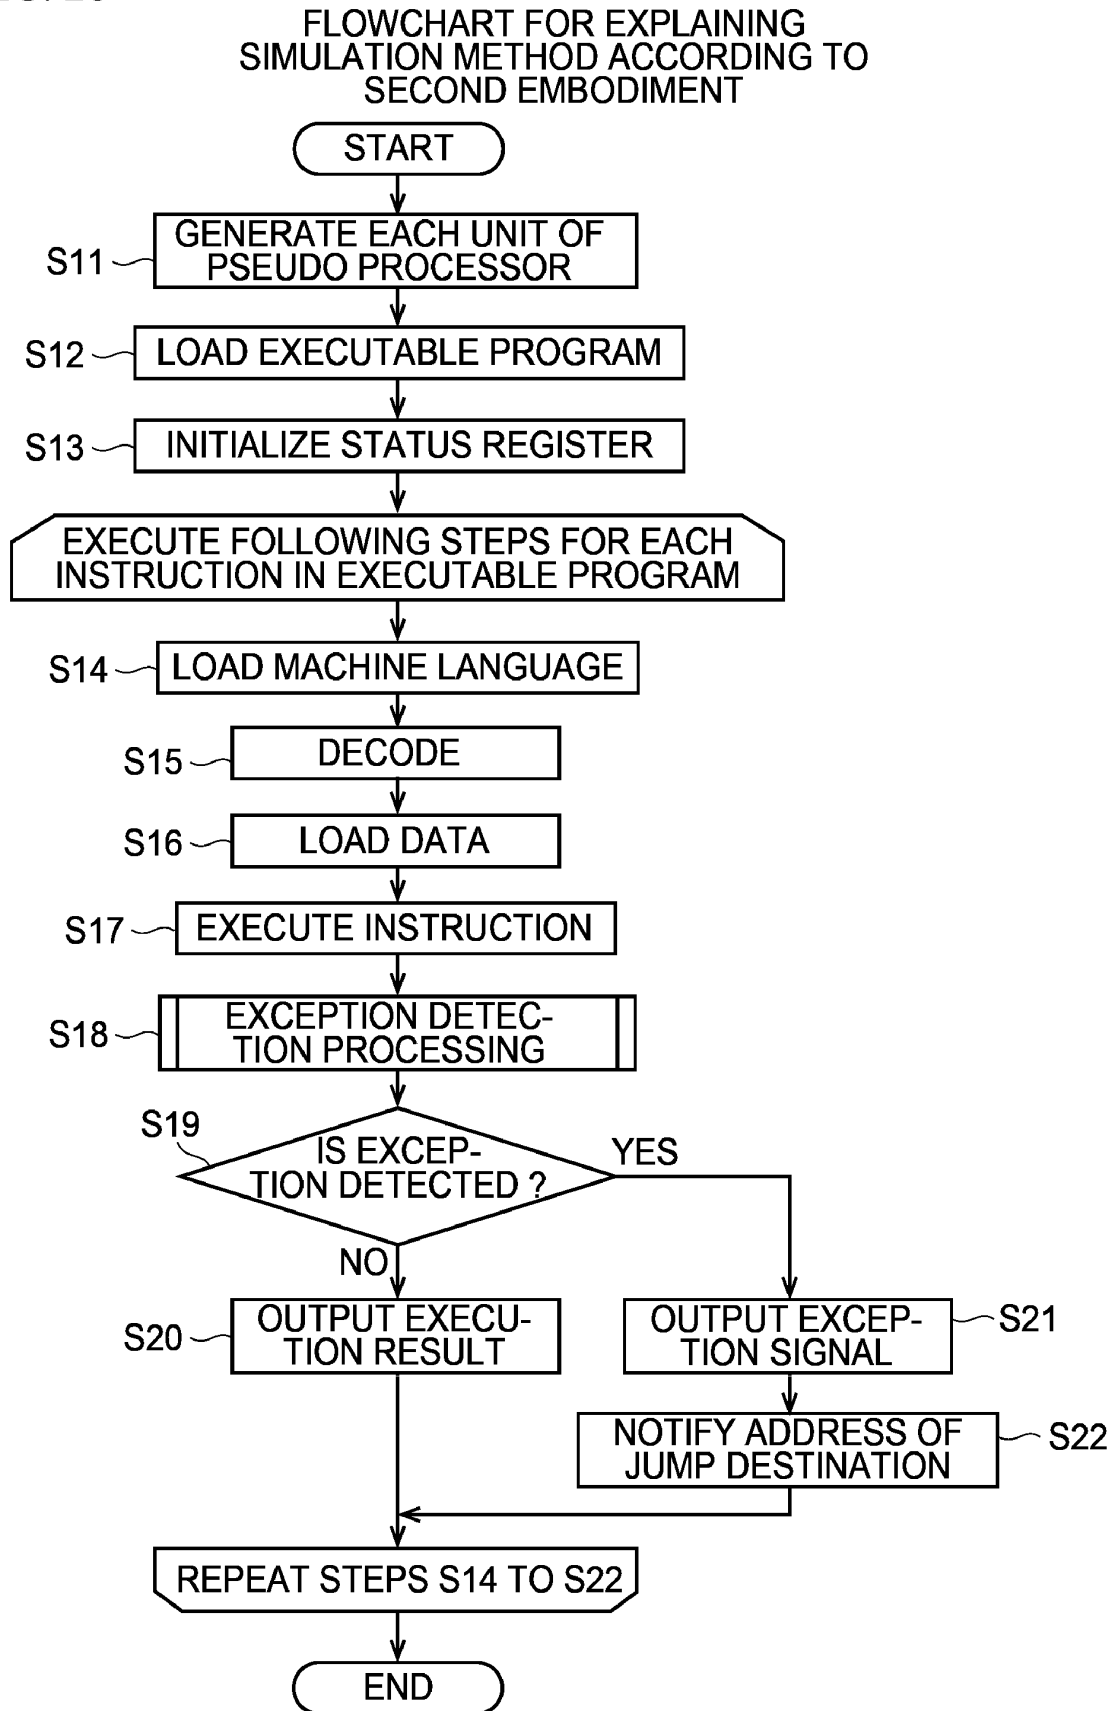 FLOWCHART FOR EXPLAINING
SIMULATION METHOD ACCORDING TO
SECOND EMBODIMENT
START
S11
GENERATE EACH UNIT OF
PSEUDO PROCESSOR
S12
LOAD EXECUTABLE PROGRAM
S13
INITIALIZE STATUS REGISTER
EXECUTE FOLLOWING STEPS FOR EACH
INSTRUCTION IN EXECUTABLE PROGRAM
S14
LOAD MACHINE LANGUAGE
S15
DECODE
S16
LOAD DATA
S17
EXECUTE INSTRUCTION
S18
EXCEPTION DETEC-
TION PROCESSING
S19
IS EXCEP-
TION DETECTED ?
YES
NO
S20
OUTPUT EXECU-
TION RESULT
OUTPUT EXCEP-
TION SIGNAL
S21
NOTIFY ADDRESS OF
JUMP DESTINATION
S22
REPEAT STEPS S14 TO S22
END